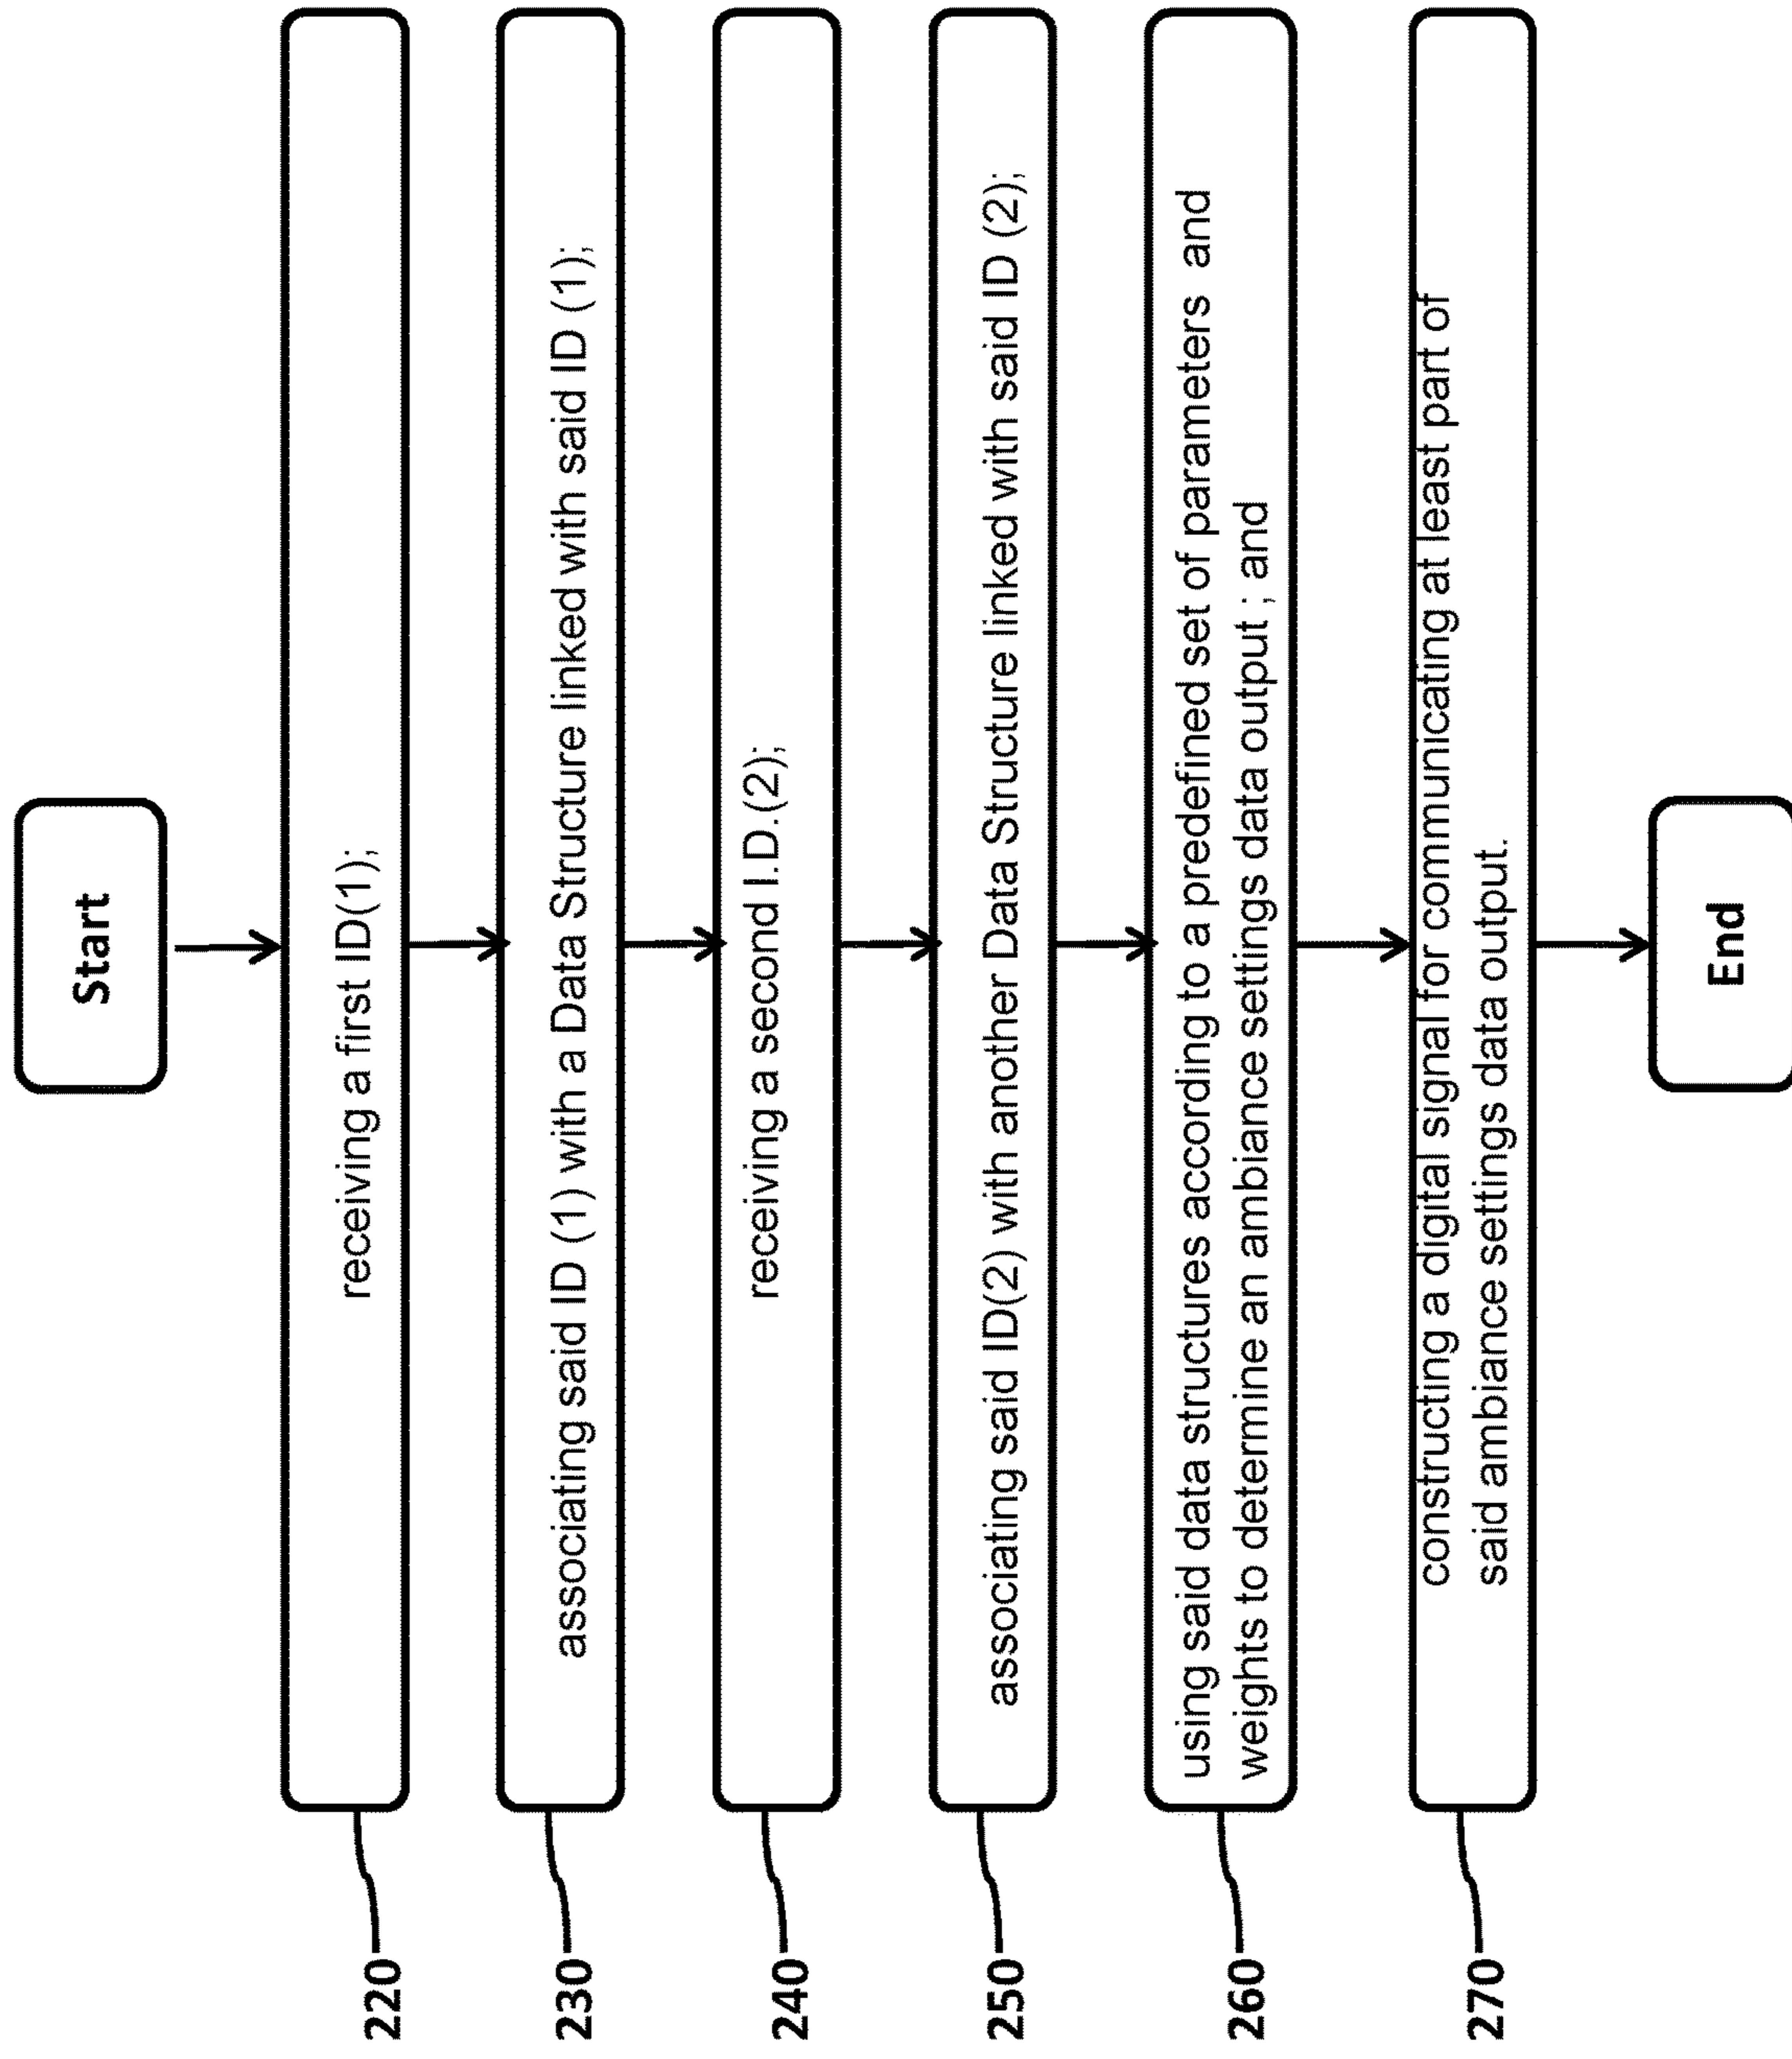 Start
220
receiving a first ID(1);
230
associating said ID (1) with a Data Structure linked with said ID (1);
240
receiving a second I.D.(2);
250
associating said ID(2) with another Data Structure linked with said ID (2);
260
using said data structures according to a predefined set of parameters and
weights to determine an ambiance settings data output ; and
270
constructing a digital signal for communicating at least part of
said ambiance settings data output.
End